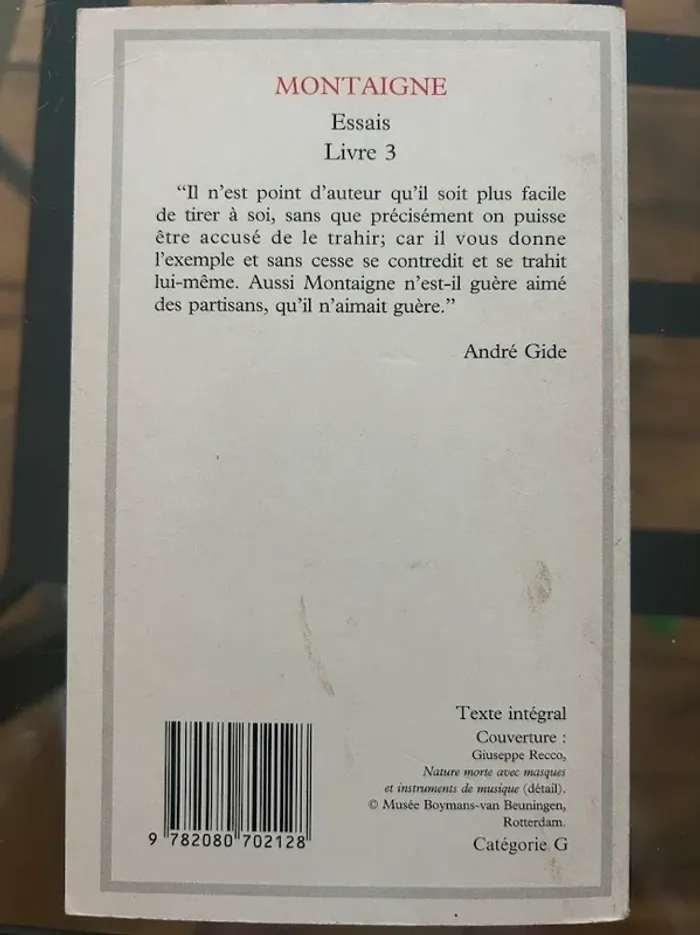 MONTAIGNE
Essais
Livre 3
“Il n’est point d’auteur qu’il soit plus facile
de tirer à soi, sans que précisément on puisse
être accusé de le trahir; car il vous donne
l’exemple et sans cesse se contredit et se trahit
lui-même. Aussi Montaigne n’est-il guère aimé
des partisans, qu’il n’aimait guère.”
André Gide
Texte intégral
Couverture :
Giuseppe Recco,
Nature morte avec masques
et instruments de musique (détail).
© Musée Boymans-van Beuningen,
Rotterdam.
Catégorie G
9 782080 702128